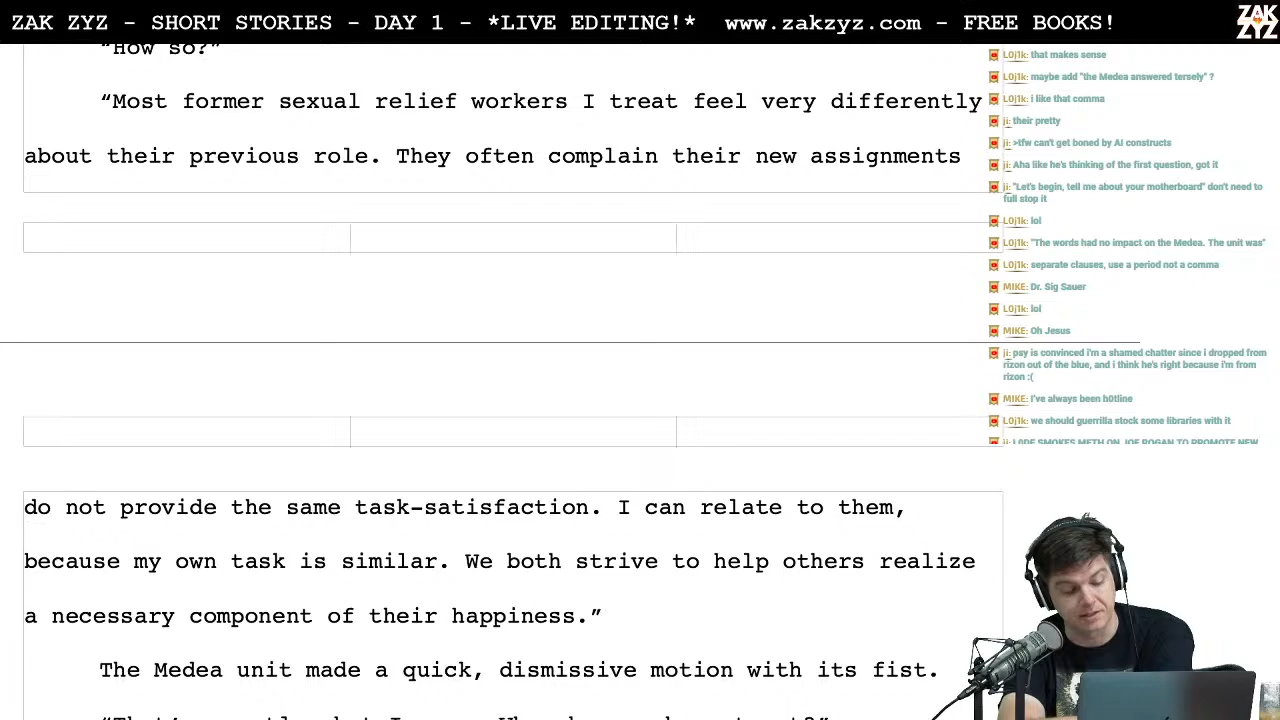 ZAK ZYZ - SHORT STORIES - DAY 1 - *LIVE EDITING!* www.zakzyz.com - FREE BOOKS!
ZAK
ZYZ
“How so?”
“Most former sexual relief workers I treat feel very differently
about their previous role. They often complain their new assignments
do not provide the same task-satisfaction. I can relate to them,
because my own task is similar. We both strive to help others realize
a necessary component of their happiness.”
The Medea unit made a quick, dismissive motion with its fist.
L0j1k: that makes sense
L0j1k: maybe add "the Medea answered tersely" ?
L0j1k: i like that comma
ji: their pretty
ji: >tfw can't get boned by AI constructs
ji: Aha like he's thinking of the first question, got it
ji: "Let's begin, tell me about your motherboard" don't need to
full stop it
L0j1k: lol
L0j1k: "The words had no impact on the Medea. The unit was"
L0j1k: separate clauses, use a period not a comma
MIKE: Dr. Sig Sauer
L0j1k: lol
MIKE: Oh Jesus
ji: psy is convinced i'm a shamed chatter since i dropped from
rizon out of the blue, and i think he's right because i'm from
rizon :(
MIKE: I've always been h0tline
L0j1k: we should guerrilla stock some libraries with it
SMOKES METH ON JOE ROGAN TO PROMOTE NEW